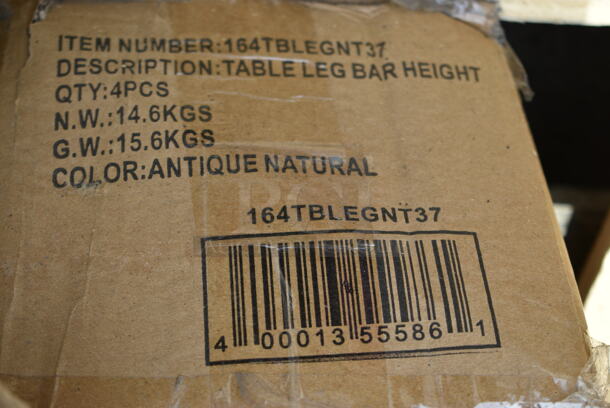 ITEM NUMBER:164TBLEGNT37
DESCRIPTION:TABLE LEG BAR HEIGHT
QTY:4PCS
N.W.:14.6KGS
G.W.:15.6KGS
COLOR:ANTIQUE NATURAL
164TBLEGNT37
4 00013 55586 1